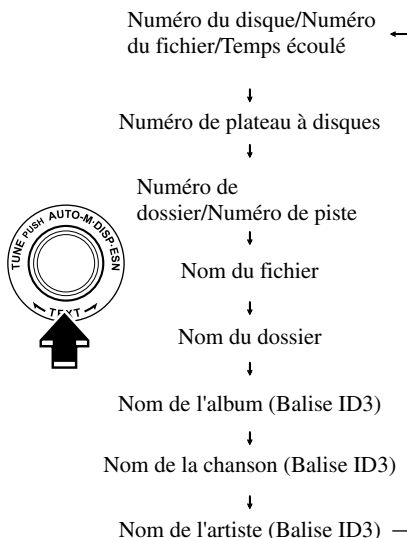 Numéro du disque/Numéro
du fichier/Temps écoulé
Numéro de plateau à disques
Numéro de
dossier/Numéro de piste
TUNE PUSH AUTO-M·DISP·ESN
TEXT
Nom du fichier
Nom du dossier
Nom de l'album (Balise ID3)
Nom de la chanson (Balise ID3)
Nom de l'artiste (Balise ID3)